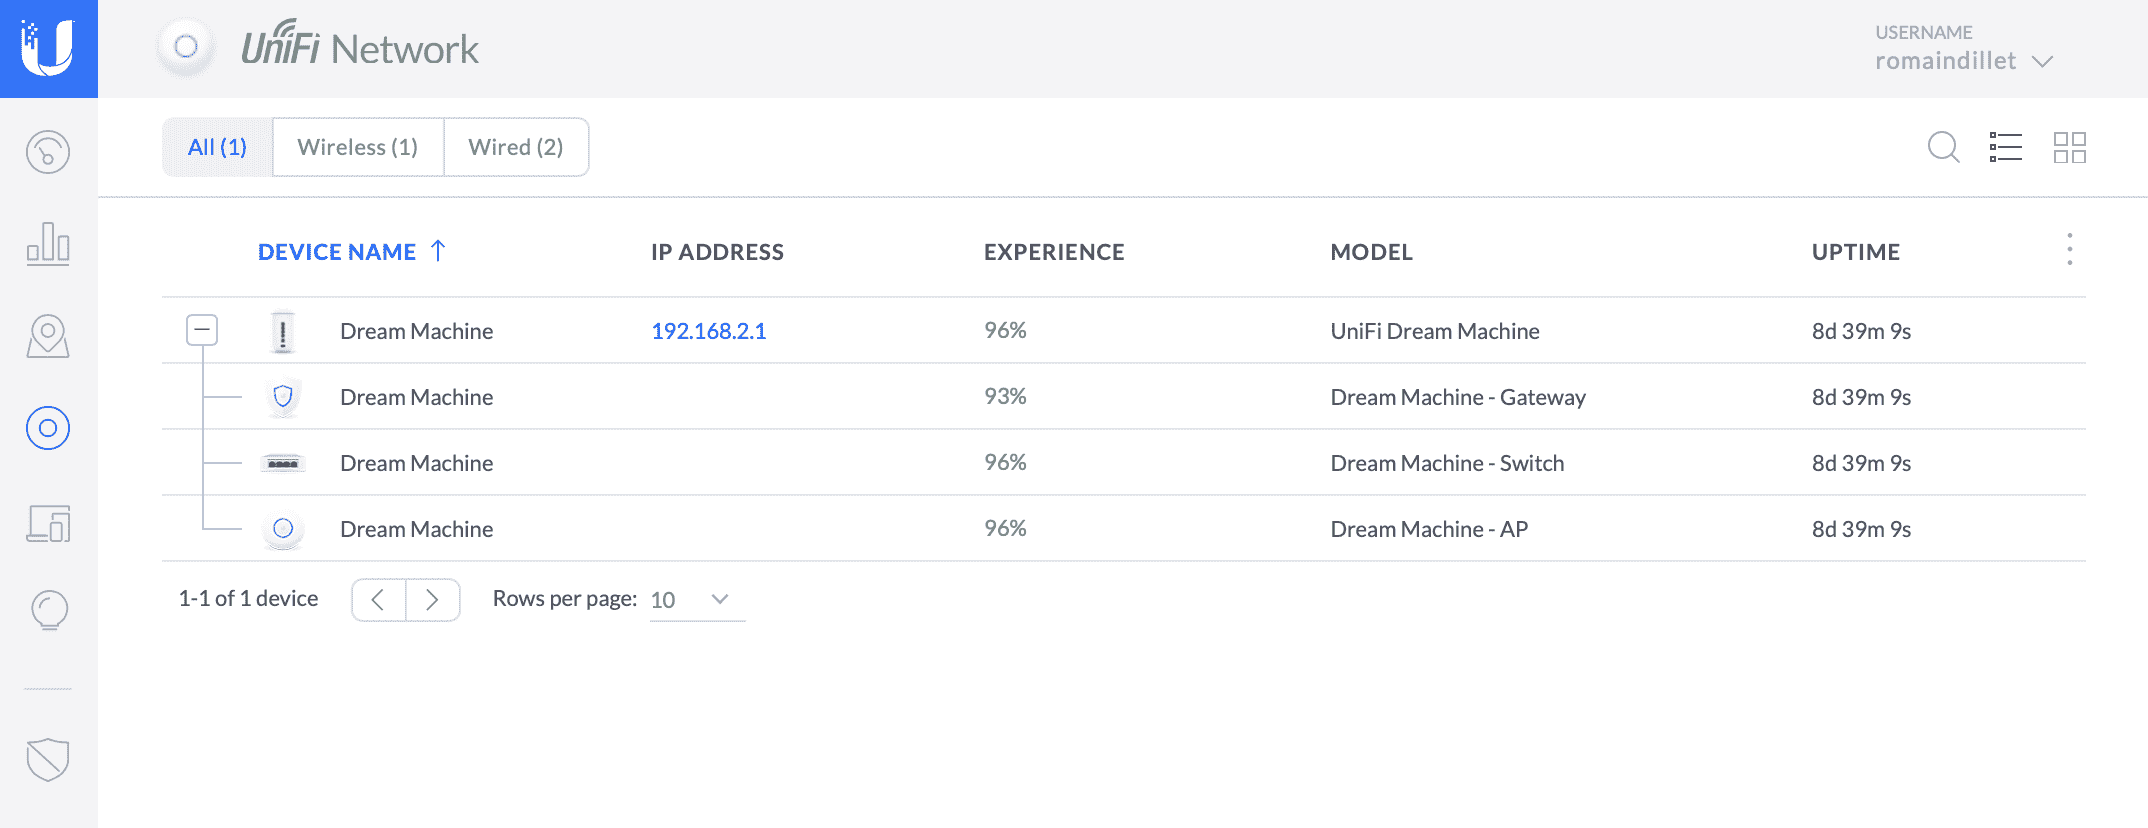 UniFi Network
USERNAME
romaindillet
All (1) Wireless (1) Wired (2)
DEVICE NAME ↑ IP ADDRESS EXPERIENCE MODEL UPTIME
Dream Machine 192.168.2.1 96% UniFi Dream Machine 8d 39m 9s
Dream Machine 93% Dream Machine - Gateway 8d 39m 9s
Dream Machine 96% Dream Machine - Switch 8d 39m 9s
Dream Machine 96% Dream Machine - AP 8d 39m 9s
1-1 of 1 device Rows per page: 10